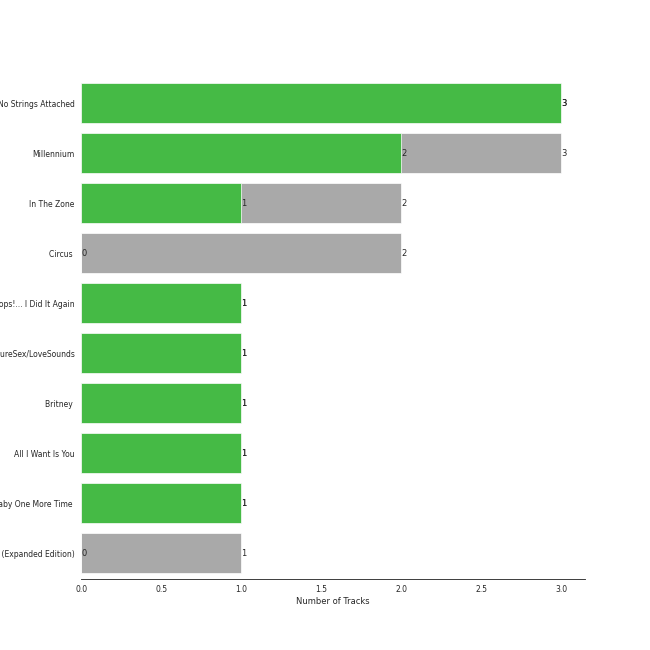 No Strings Attached 3
Millennium 2 3
In The Zone 1 2
Circus 0 2
ops!... I Did It Again 1
ureSex/LoveSounds 1
Britney 1
All I Want Is You 1
aby One More Time 1
(Expanded Edition) 0 1
0.0 0.5 1.0 1.5 2.0 2.5 3.0
Number of Tracks